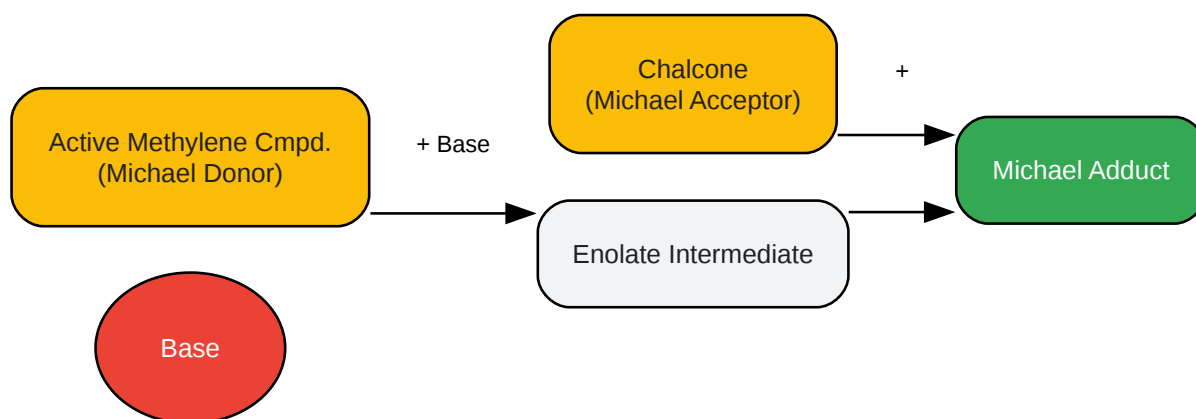 Chalcone
(Michael Acceptor)
+
Active Methylene Cmpd.
(Michael Donor)
+ Base
Michael Adduct
Enolate Intermediate
Base